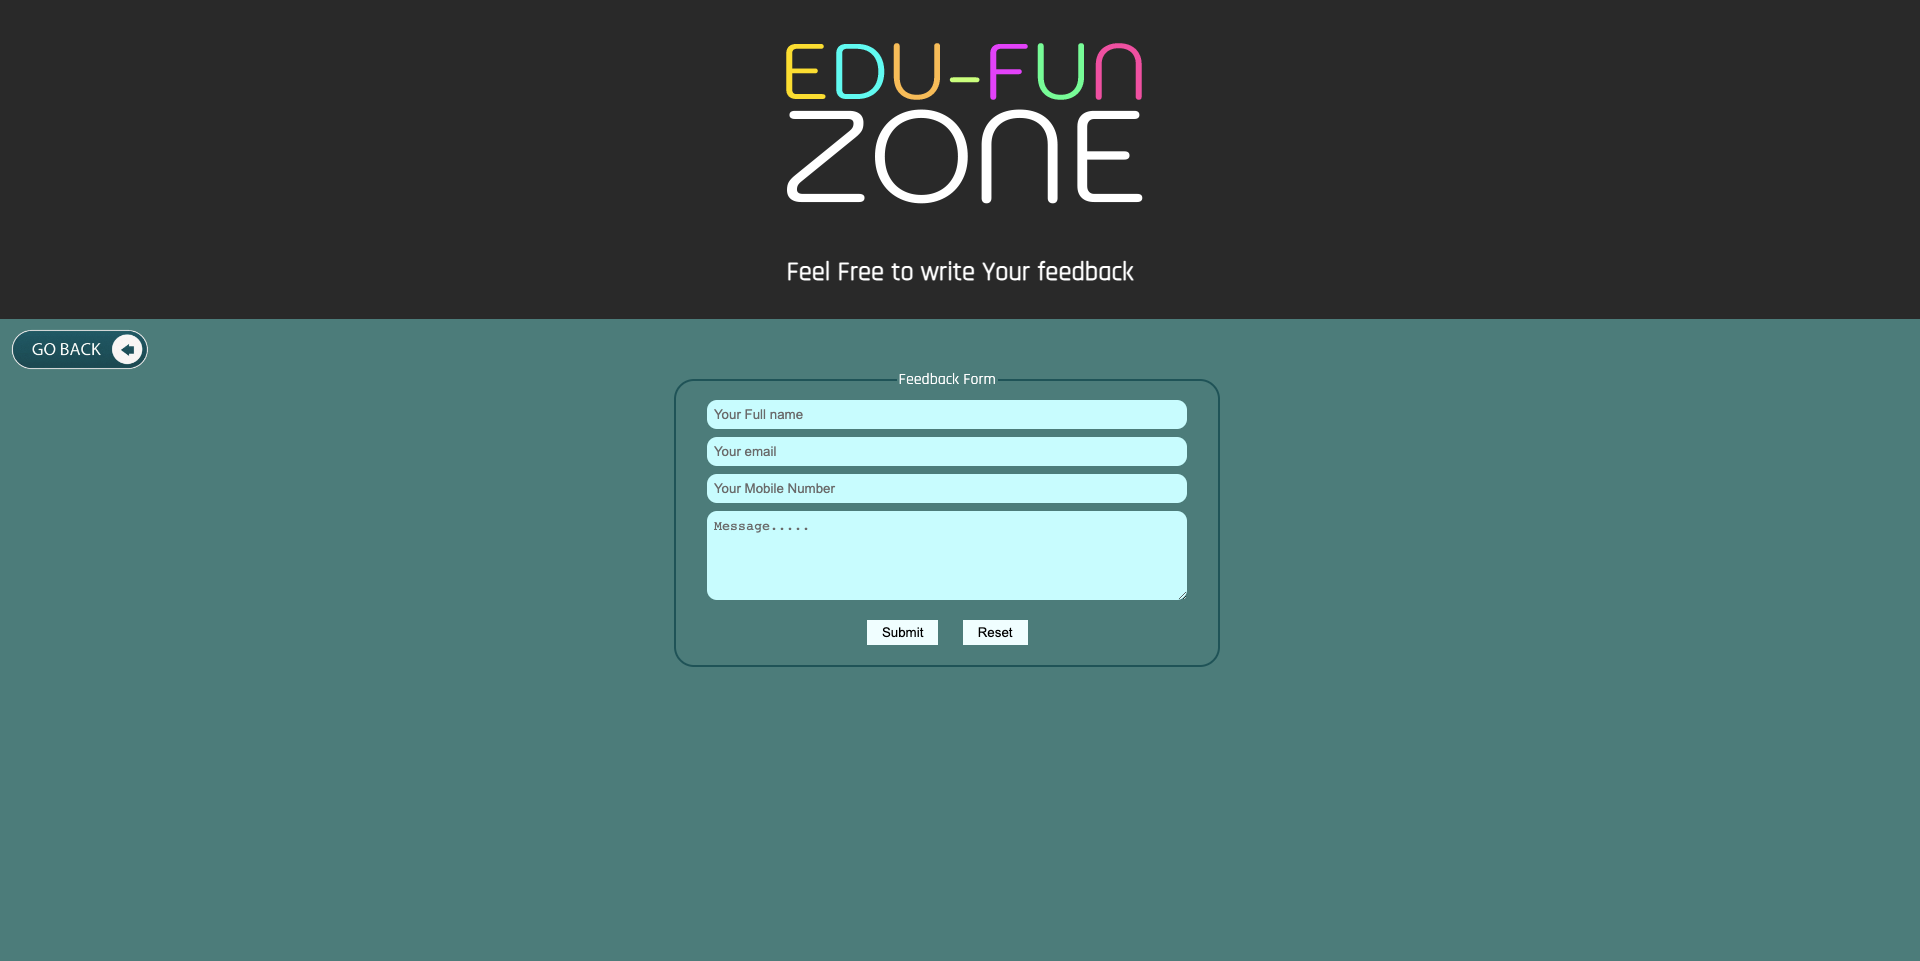 EDU-FUN
ZONE
Feel Free to write Your feedback
GO BACK
Feedback Form
Your Full name
Your email
Your Mobile Number
Message.....
Submit Reset